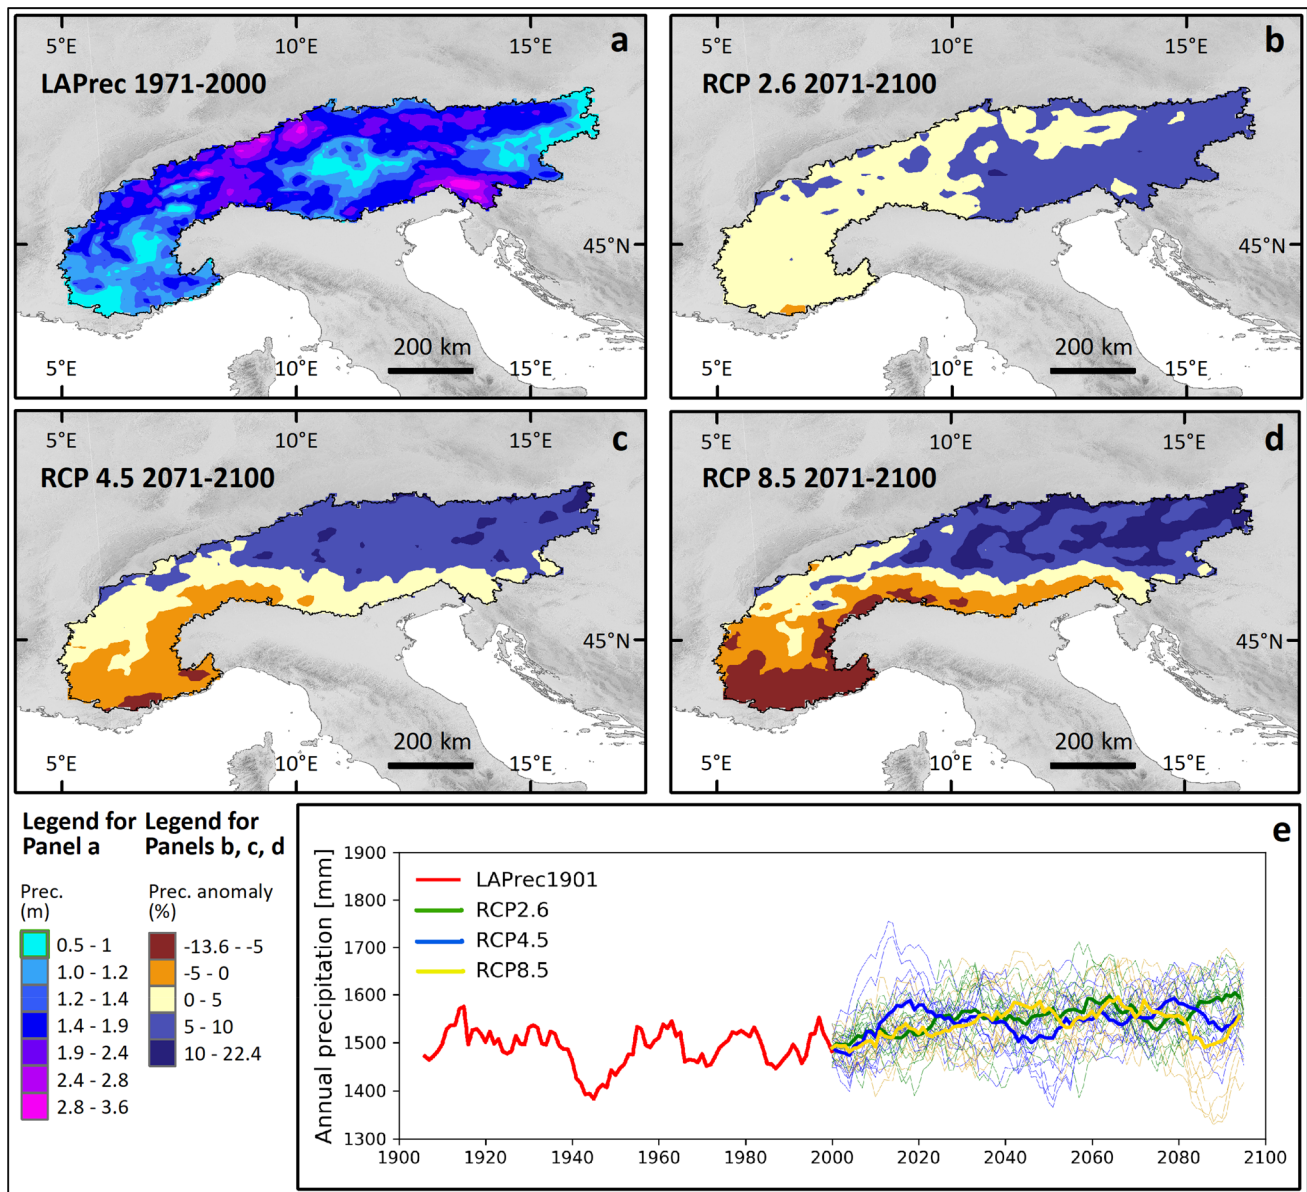 a
5°E 10°E 15°E
LAPrec 1971-2000
45°N
200 km
5°E 10°E 15°E
b
5°E 10°E 15°E
RCP 2.6 2071-2100
45°N
200 km
5°E 10°E 15°E
c
5°E 10°E 15°E
RCP 4.5 2071-2100
45°N
200 km
5°E 10°E 15°E
d
5°E 10°E 15°E
RCP 8.5 2071-2100
45°N
200 km
5°E 10°E 15°E
Legend for
Panel a
Prec.
(m)
0.5 - 1
1.0 - 1.2
1.2 - 1.4
1.4 - 1.9
1.9 - 2.4
2.4 - 2.8
2.8 - 3.6
Legend for
Panels b, c, d
Prec. anomaly
(%)
-13.6 - -5
-5 - 0
0 - 5
5 - 10
10 - 22.4
e
Annual precipitation [mm]
1900
1800
1700
1600
1500
1400
1300
LAPrec1901
RCP2.6
RCP4.5
RCP8.5
1900 1920 1940 1960 1980 2000 2020 2040 2060 2080 2100